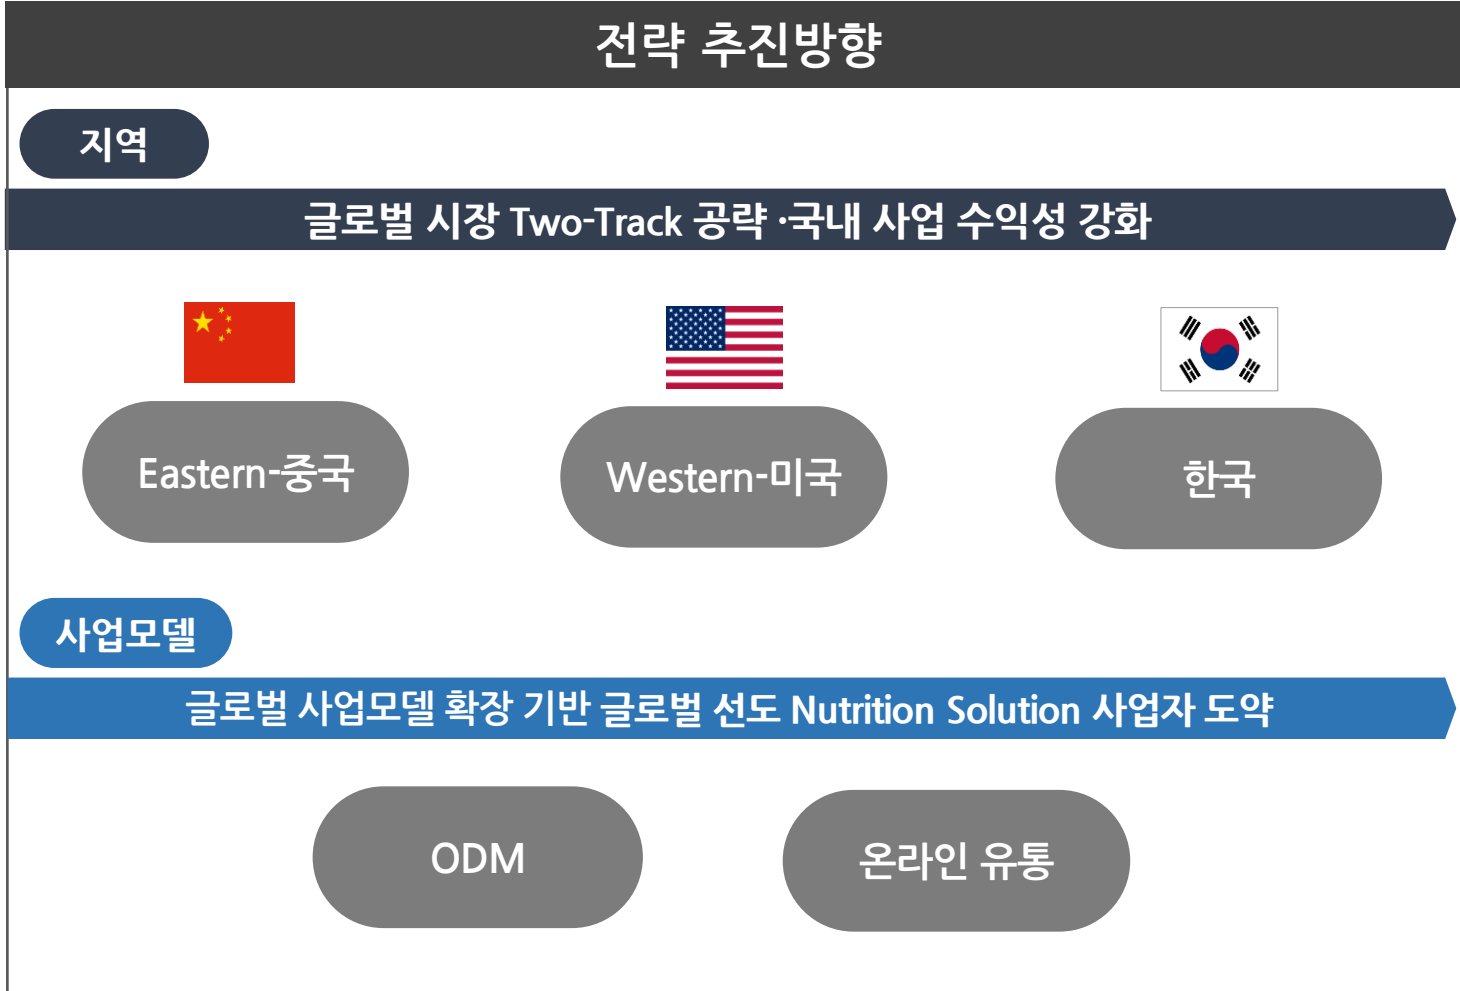 전략 추진방향
지역
글로벌 시장 Two-Track 공략 ·국내 사업 수익성 강화
Eastern-중국
Western-미국
한국
사업모델
글로벌 사업모델 확장 기반 글로벌 선도 Nutrition Solution 사업자 도약
ODM
온라인 유통